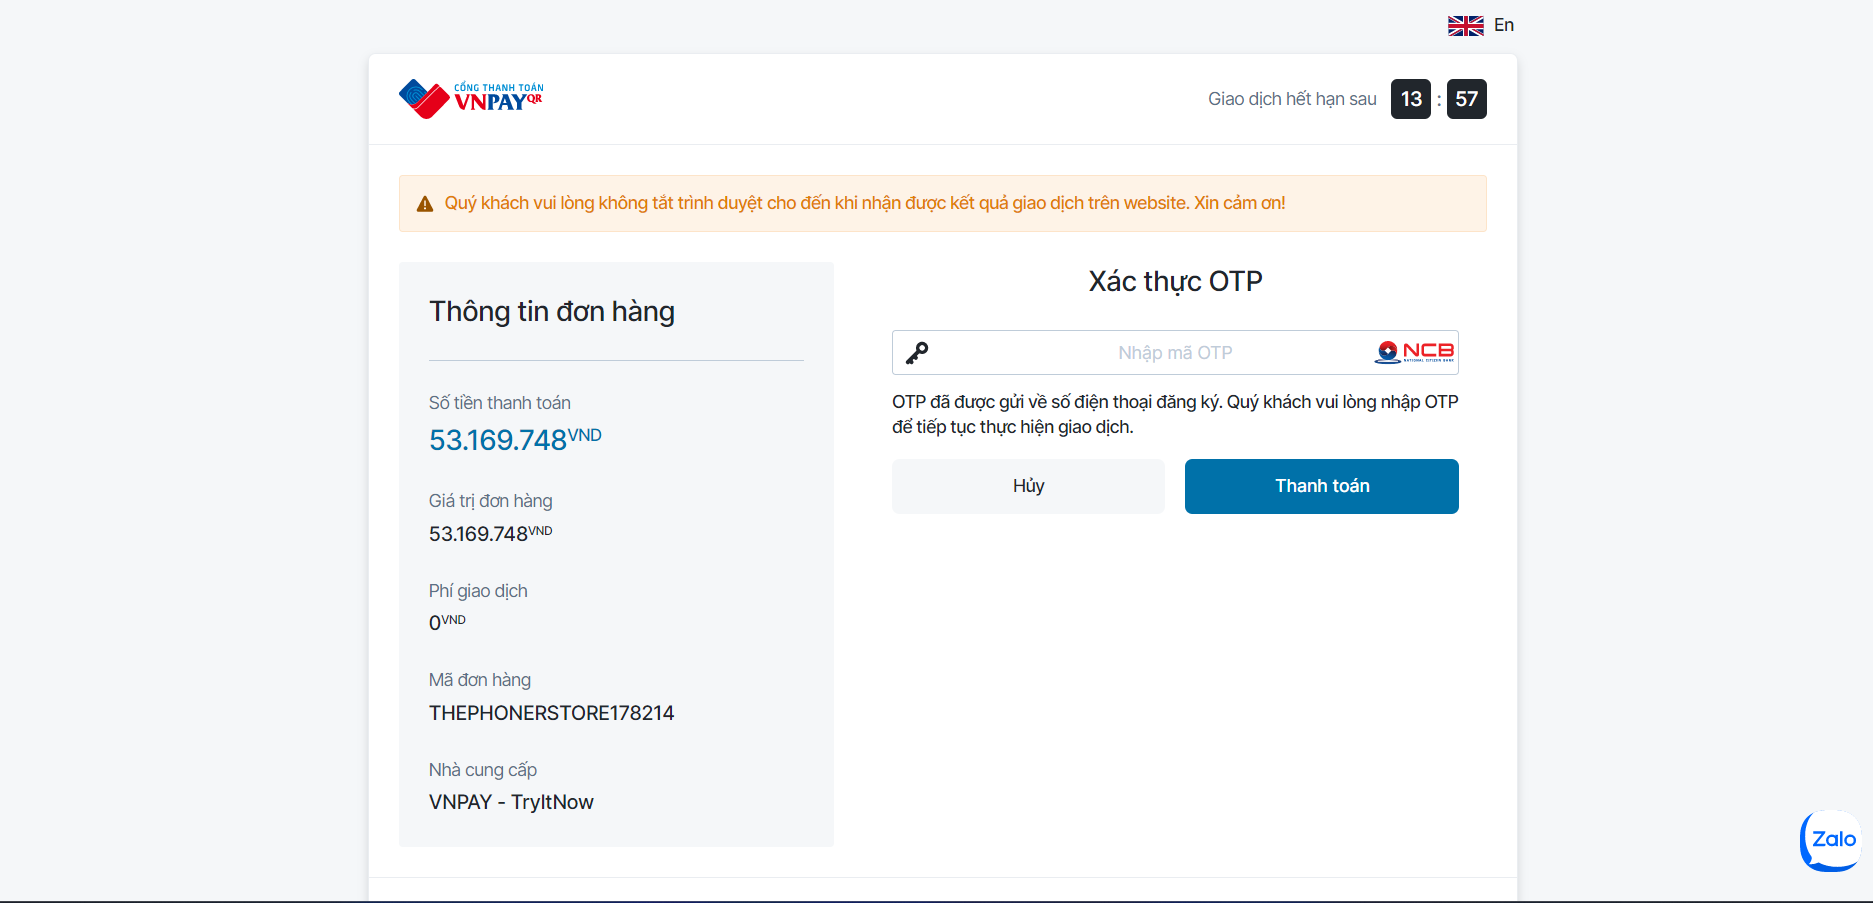 En
CỔNG THANH TOÁN
VNPAYQR
Giao dịch hết hạn sau 13 : 57
Quý khách vui lòng không tắt trình duyệt cho đến khi nhận được kết quả giao dịch trên website. Xin cảm ơn!
Thông tin đơn hàng
Số tiền thanh toán
53.169.748VND
Giá trị đơn hàng
53.169.748VND
Phí giao dịch
0VND
Mã đơn hàng
THEPHONERSTORE178214
Nhà cung cấp
VNPAY - TryItNow
Xác thực OTP
Nhập mã OTP
NCB
NATIONAL CITIZEN BANK
OTP đã được gửi về số điện thoại đăng ký. Quý khách vui lòng nhập OTP
để tiếp tục thực hiện giao dịch.
Hủy
Thanh toán
Zalo